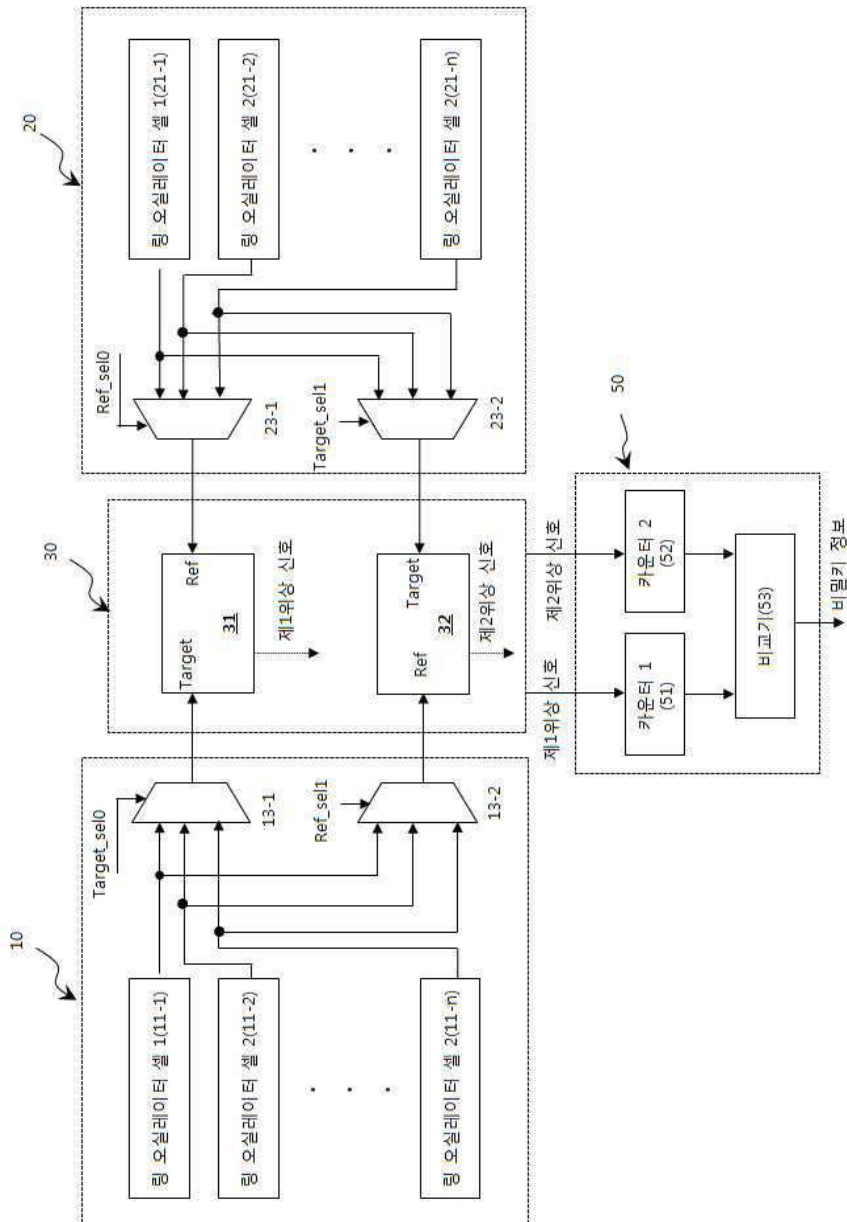 10
30
20
링 오실레이터 셀 1(11-1)
링 오실레이터 셀 2(11-2)
링 오실레이터 셀 2(11-n)
Target_sel0
13-1
Ref_sel1
13-2
Target
Ref
31
제1위상 신호
Ref
Target
32
제2위상 신호
Ref_sel0
23-1
Target_sel1
23-2
링 오실레이터 셀 1(21-1)
링 오실레이터 셀 2(21-2)
링 오실레이터 셀 2(21-n)
제1위상 신호
제2위상 신호
50
카운터 1
(51)
카운터 2
(52)
비교기(53)
비밀키 정보